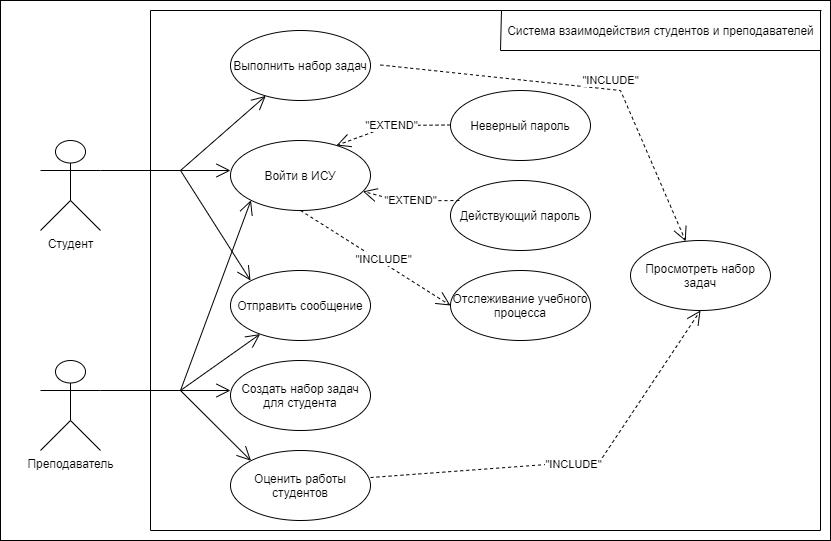 Система взаимодействия студентов и преподавателей
Выполнить набор задач
"INCLUDE"
"EXTEND"
Неверный пароль
Войти в ИСУ
"EXTEND"
Действующий пароль
Студент
"INCLUDE"
Просмотреть набор
задач
Отправить сообщение
Отслеживание учебного
процесса
Создать набор задач
для студента
Преподаватель
"INCLUDE"
Оценить работы
студентов